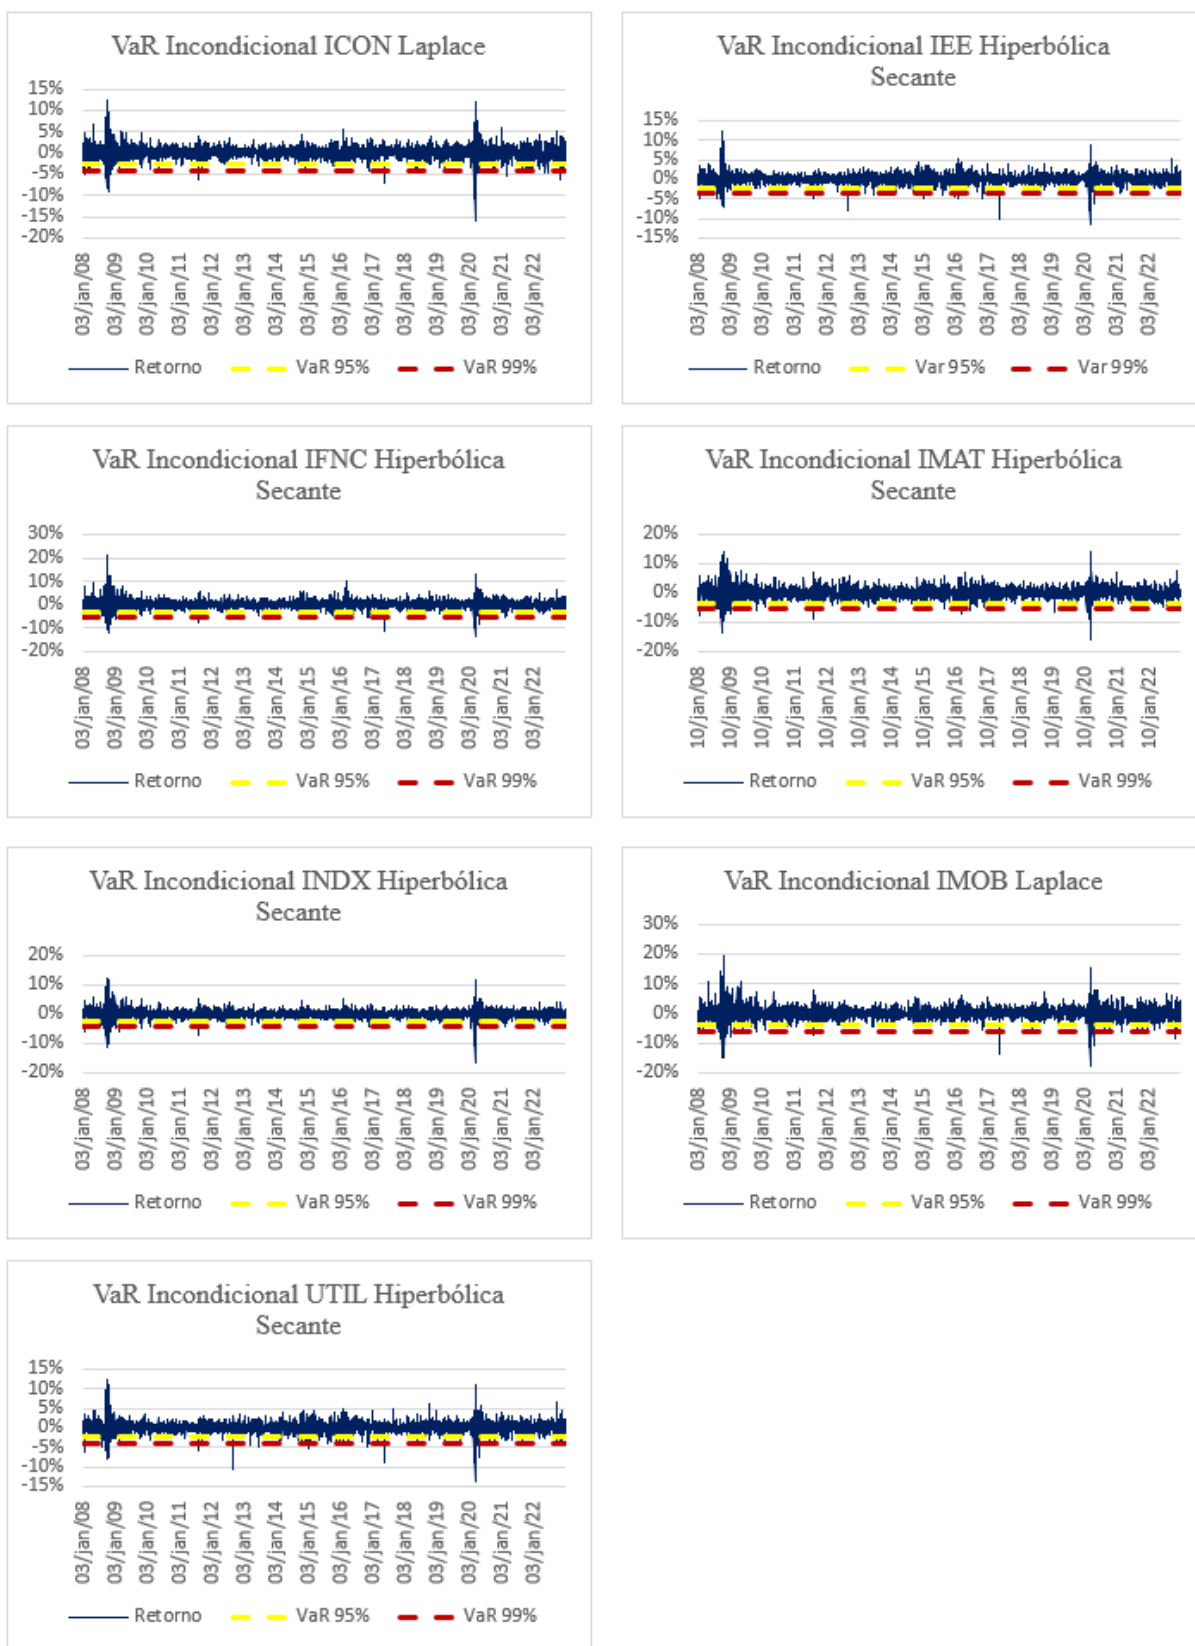 VaR Incondicional ICON Laplace
15%
10%
5%
0%
-5%
-10%
-15%
-20%
03/jan/08
03/jan/09
03/jan/10
03/jan/11
03/jan/12
03/jan/13
03/jan/14
03/jan/15
03/jan/16
03/jan/17
03/jan/18
03/jan/19
03/jan/20
03/jan/21
03/jan/22
Retorno VaR 95% VaR 99%
VaR Incondicional IEE Hiperbólica
Secante
15%
10%
5%
0%
-5%
-10%
-15%
03/jan/08
03/jan/09
03/jan/10
03/jan/11
03/jan/12
03/jan/13
03/jan/14
03/jan/15
03/jan/16
03/jan/17
03/jan/18
03/jan/19
03/jan/20
03/jan/21
03/jan/22
Retorno Var 95% Var 99%
VaR Incondicional IFNC Hiperbólica
Secante
30%
20%
10%
0%
-10%
-20%
03/jan/08
03/jan/09
03/jan/10
03/jan/11
03/jan/12
03/jan/13
03/jan/14
03/jan/15
03/jan/16
03/jan/17
03/jan/18
03/jan/19
03/jan/20
03/jan/21
03/jan/22
Retorno VaR 95% VaR 99%
VaR Incondicional IMAT Hiperbólica
Secante
20%
10%
0%
-10%
-20%
10/jan/08
10/jan/09
10/jan/10
10/jan/11
10/jan/12
10/jan/13
10/jan/14
10/jan/15
10/jan/16
10/jan/17
10/jan/18
10/jan/19
10/jan/20
10/jan/21
10/jan/22
Retorno VaR 95% VaR 99%
VaR Incondicional INDX Hiperbólica
Secante
20%
10%
0%
-10%
-20%
03/jan/08
03/jan/09
03/jan/10
03/jan/11
03/jan/12
03/jan/13
03/jan/14
03/jan/15
03/jan/16
03/jan/17
03/jan/18
03/jan/19
03/jan/20
03/jan/21
03/jan/22
Retorno VaR 95% VaR 99%
VaR Incondicional IMOB Laplace
30%
20%
10%
0%
-10%
-20%
03/jan/08
03/jan/09
03/jan/10
03/jan/11
03/jan/12
03/jan/13
03/jan/14
03/jan/15
03/jan/16
03/jan/17
03/jan/18
03/jan/19
03/jan/20
03/jan/21
03/jan/22
Retorno VaR 95% VaR 99%
VaR Incondicional UTIL Hiperbólica
Secante
15%
10%
5%
0%
-5%
-10%
-15%
03/jan/08
03/jan/09
03/jan/10
03/jan/11
03/jan/12
03/jan/13
03/jan/14
03/jan/15
03/jan/16
03/jan/17
03/jan/18
03/jan/19
03/jan/20
03/jan/21
03/jan/22
Retorno VaR 95% VaR 99%